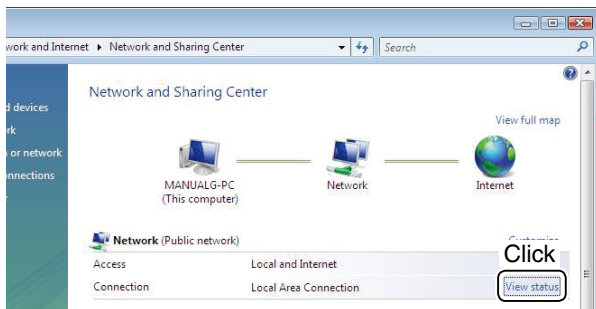 work and Internet ▸ Network and Sharing Center
Search
d devices
rk
or network
nnections
Network and Sharing Center
View full map
MANUALG-PC
(This computer)
Network
Internet
Network (Public network)
Click
Access Local and Internet
Connection Local Area Connection View status